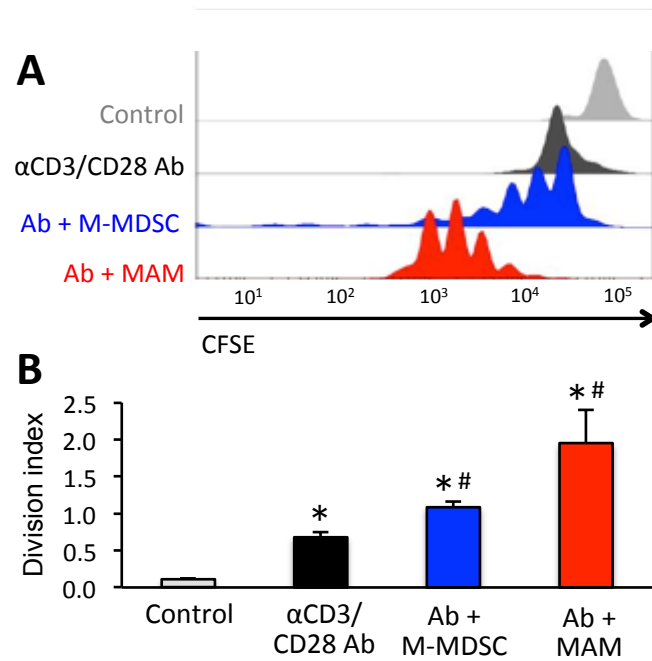 A
Control
αCD3/CD28 Ab
Ab + M-MDSC
Ab + MAM
10¹ 10² 10³ 10⁴ 10⁵
CFSE
B
Division index
2.5
2.0
1.5
1.0
0.5
0.0
*
* #
* #
Control αCD3/ Ab + Ab +
CD28 Ab M-MDSC MAM